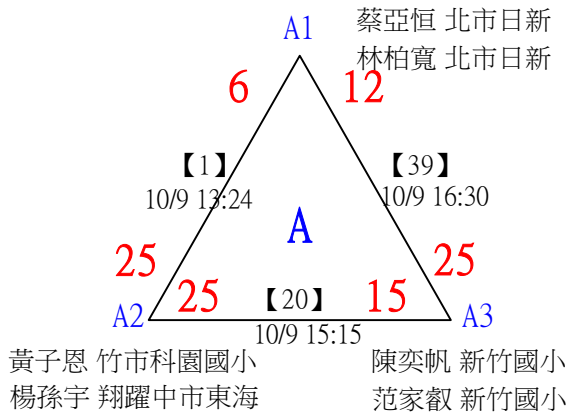 A1
蔡亞恒 北市日新
林柏寬 北市日新
6
12
【1】
10/9 13:24
【39】
10/9 16:30
A
25
25
25
【20】
15
A2
A3
10/9 15:15
黃子恩 竹市科園國小
楊孫宇 翔躍中市東海
陳奕帆 新竹國小
范家叡 新竹國小